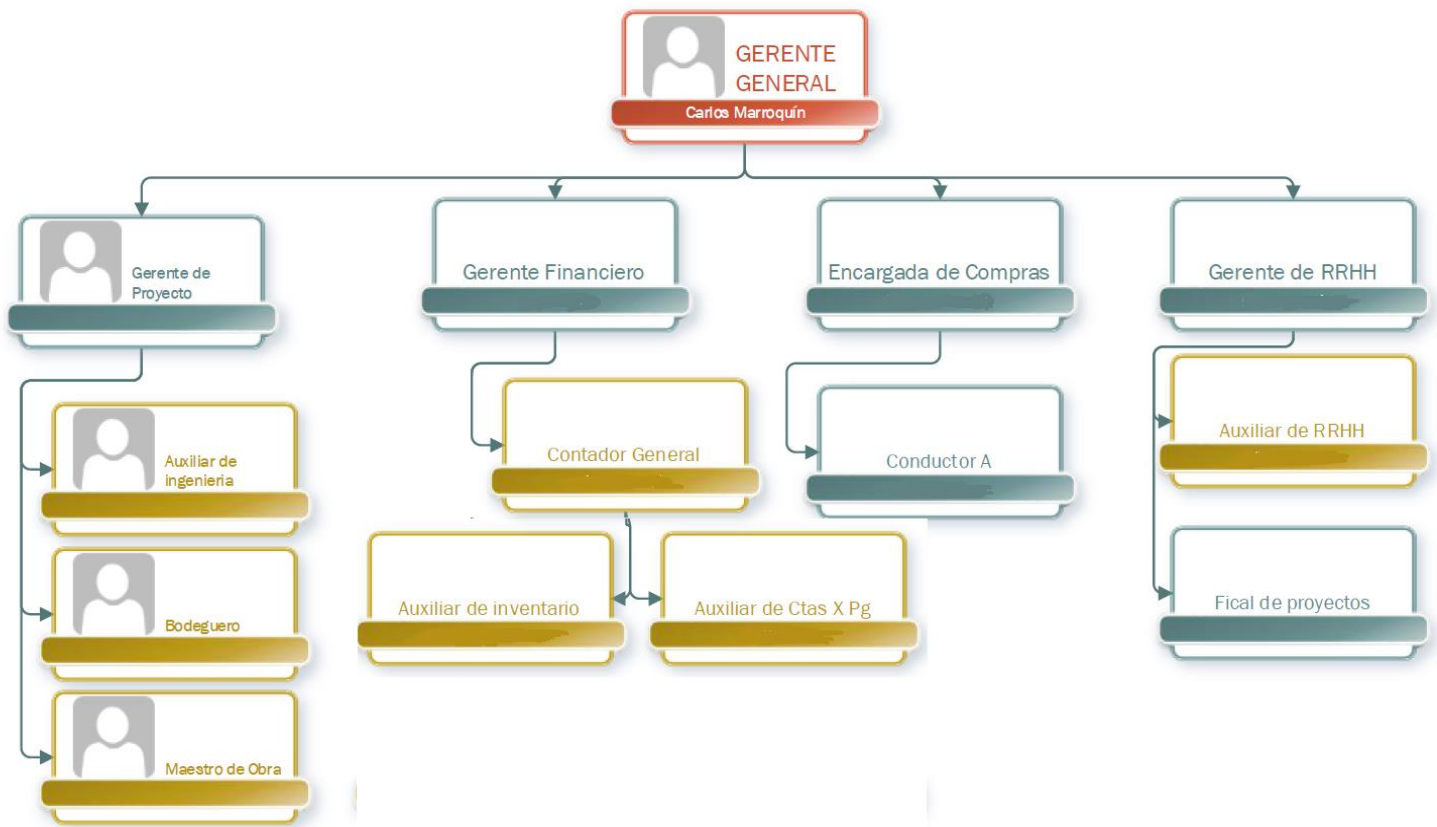 GERENTE
GENERAL
Carlos Marroquín
Gerente de
Proyecto
Gerente Financiero
Encargada de Compras
Gerente de RRHH
Auxiliar de
ingenieria
Contador General
Conductor A
Auxiliar de RRHH
Bodeguero
Auxiliar de inventario
Auxiliar de Ctas X Pg
Fical de proyectos
Maestro de Obra